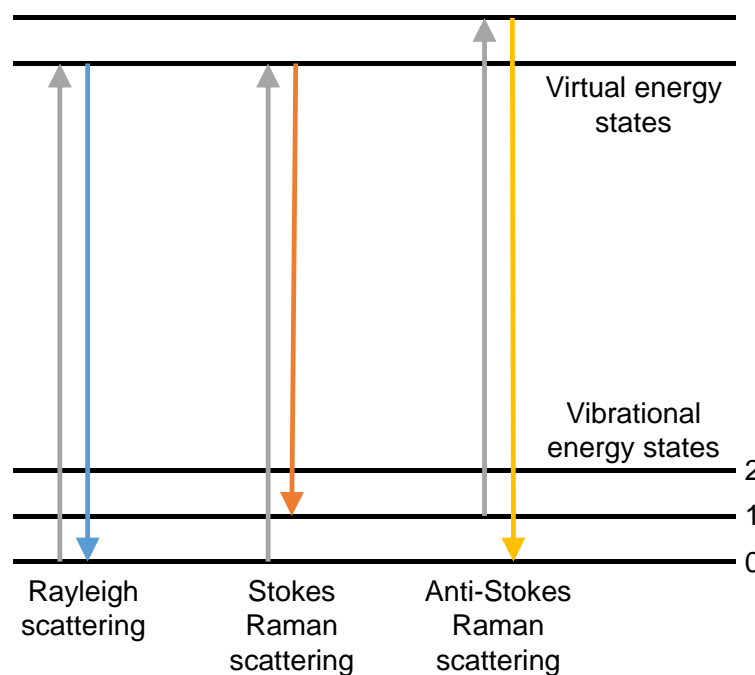 Virtual energy
states
Vibrational
energy states
2
1
0
Rayleigh
scattering
Stokes
Raman
scattering
Anti-Stokes
Raman
scattering